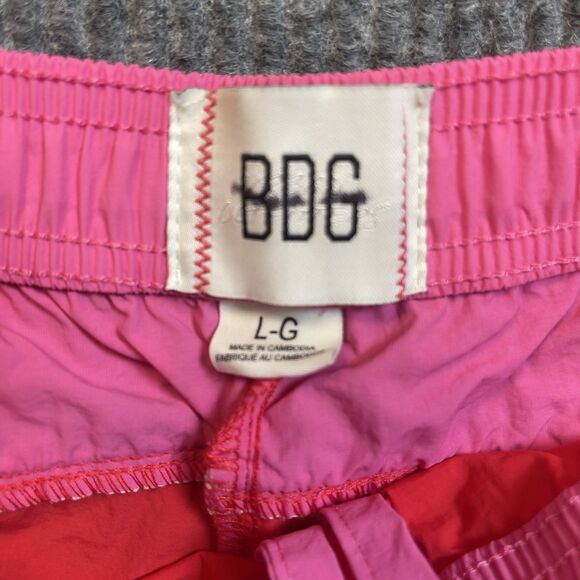 BDG
L-G
MADE IN CAMBODIA
FABRIQUÉ AU CAMBODGE